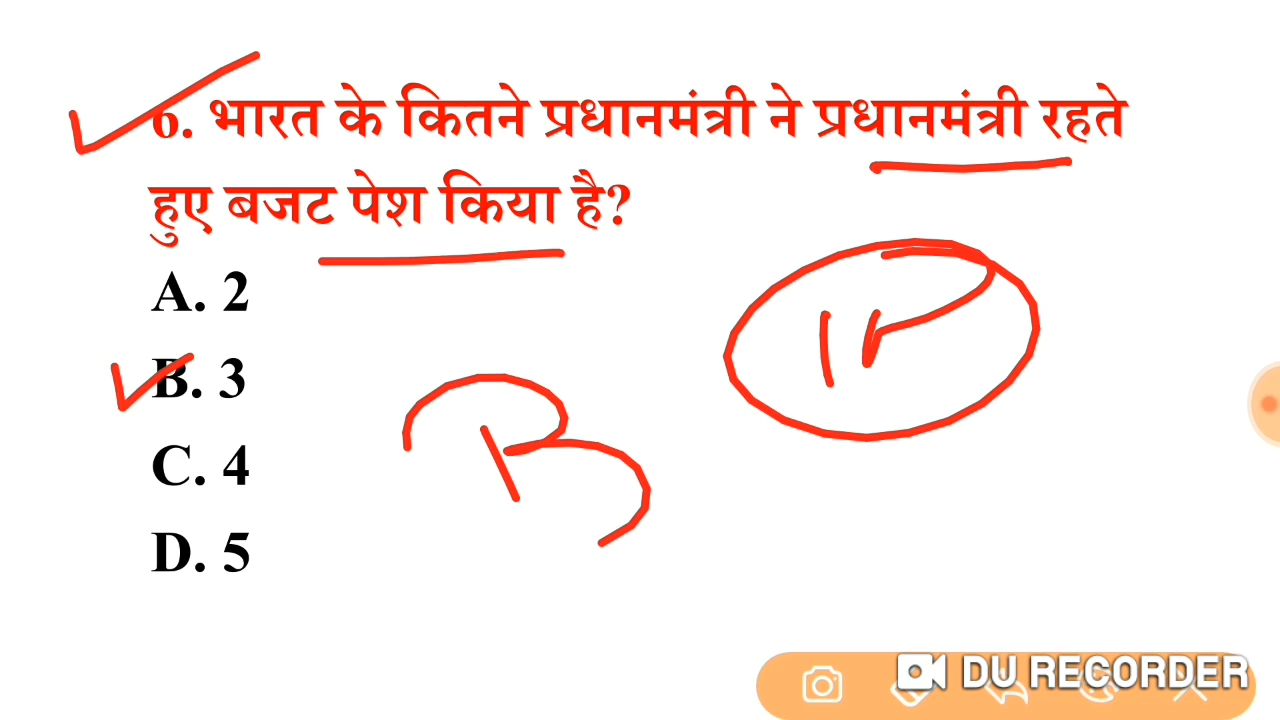 6. भारत के कितने प्रधानमंत्री ने प्रधानमंत्री रहते
हुए बजट पेश किया है?
A. 2
B. 3
C. 4
D. 5
DU RECORDER